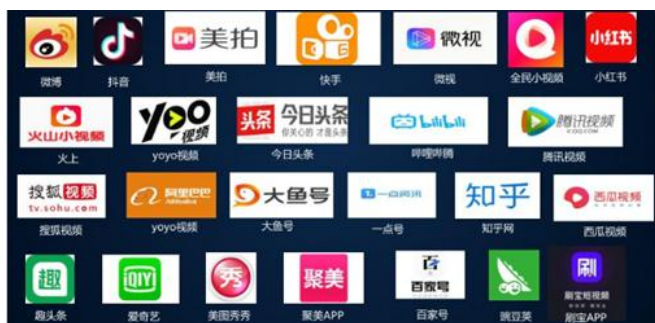 美拍
微视
小红书
微博
抖音
美拍
快手
微视
全民小视频
小红书
火山小视频
YOO
视频
头条
今日头条
你关心的 才是头条
bilibili
腾讯视频
火上
yoyo视频
今日头条
哔哩哔腾
腾讯视频
搜狐视频
tv.sohu.com
阿里巴巴
Alibaba
大鱼号
一点资讯
知乎
西瓜视频
搜狐视频
yoyo视频
大鱼号
一点号
知乎网
西瓜视频
趣
iQIYI
秀
聚美
百
百家号
刷
刷宝短视频
趣头条
爱奇艺
美图秀秀
聚美APP
百家号
豌豆荚
刷宝APP